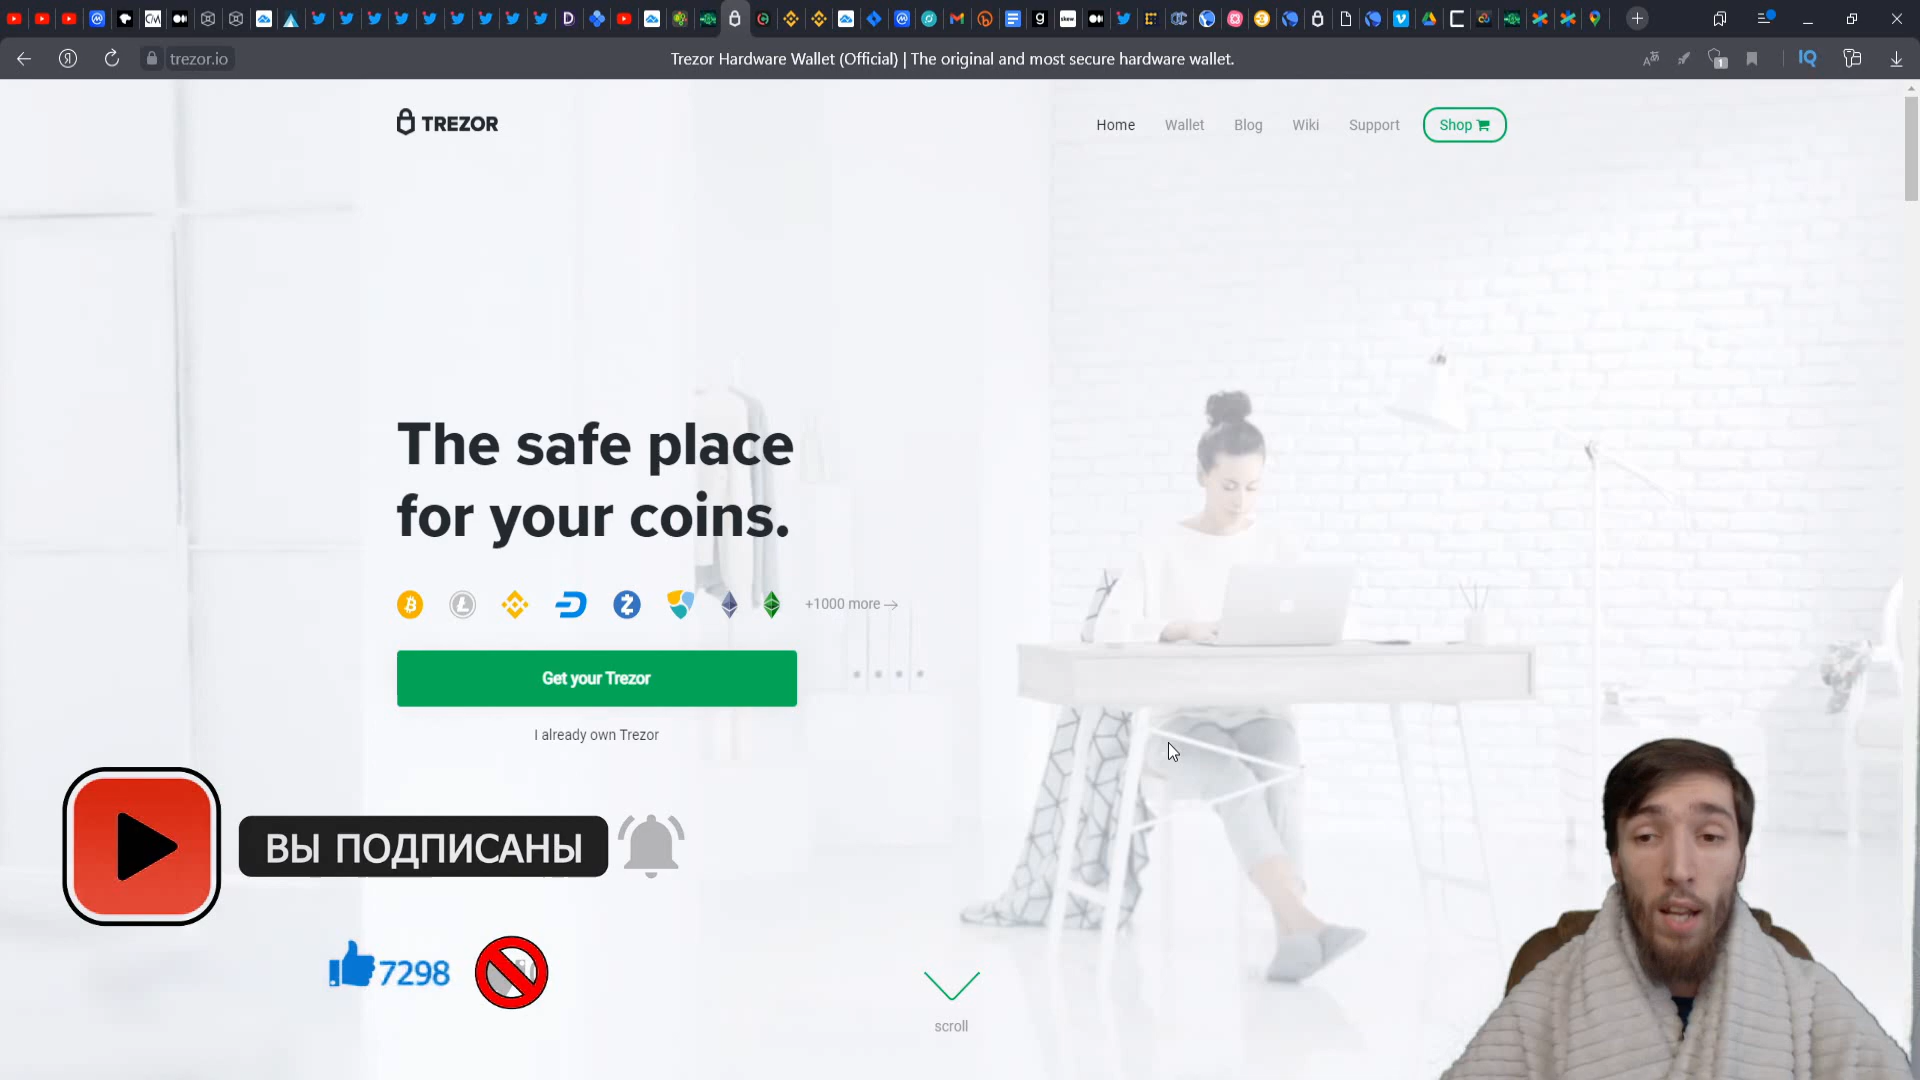 trezor.io
Trezor Hardware Wallet (Official) | The original and most secure hardware wallet.
IQ
1
TREZOR
Home
Wallet
Blog
Wiki
Support
Shop
The safe place
for your coins.
+1000 more →
Get your Trezor
I already own Trezor
ВЫ ПОДПИСАНЫ
7298
scroll